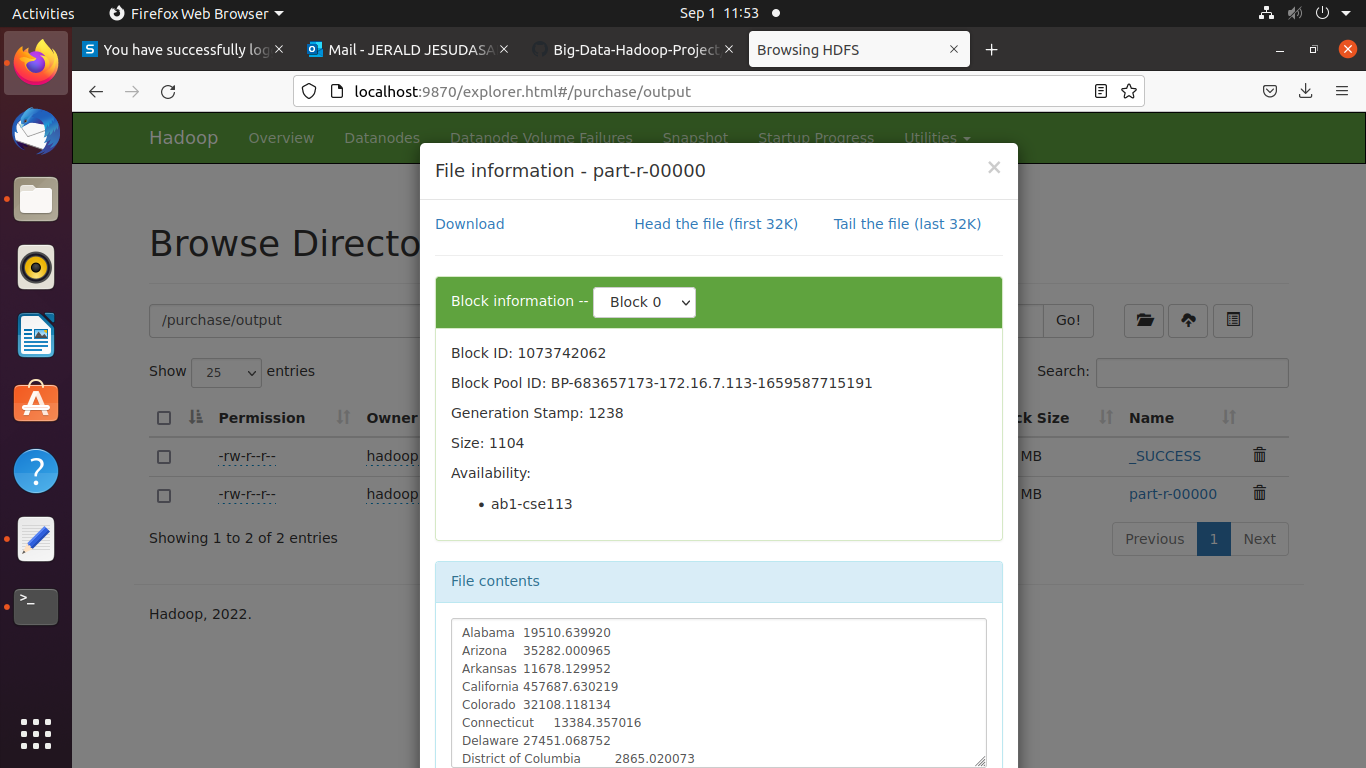 Activities Firefox Web Browser Sep 1 11:53
You have successfully log Mail - JERALD JESUDASA Big-Data-Hadoop-Project Browsing HDFS
localhost:9870/explorer.html#/purchase/output
Hadoop Overview Datanodes Datanode Volume Failures Snapshot Startup Progress Utilities
File information - part-r-00000 ×
Download Head the file (first 32K) Tail the file (last 32K)
Browse Directo
Block information -- Block 0
/purchase/output Go!
Block ID: 1073742062
Show 25 entries Search:
Block Pool ID: BP-683657173-172.16.7.113-1659587715191
Permission Owner ck Size Name
Generation Stamp: 1238
Size: 1104
-rw-r--r-- hadoop MB _SUCCESS
Availability:
-rw-r--r-- hadoop MB part-r-00000
• ab1-cse113
Showing 1 to 2 of 2 entries Previous 1 Next
File contents
Hadoop, 2022.
Alabama 19510.639920
Arizona 35282.000965
Arkansas 11678.129952
California 457687.630219
Colorado 32108.118134
Connecticut 13384.357016
Delaware 27451.068752
District of Columbia 2865.020073